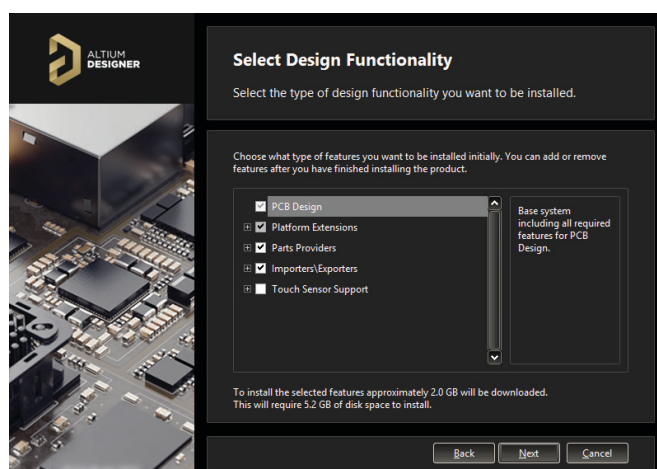 ALTIUM
DESIGNER
Select Design Functionality
Select the type of design functionality you want to be installed.
Choose what type of features you want to be installed initially. You can add or remove
features after you have finished installing the product.
PCB Design
Platform Extensions
Parts Providers
Importers\Exporters
Touch Sensor Support
Base system
including all required
features for PCB
Design.
To install the selected features approximately 2.0 GB will be downloaded.
This will require 5.2 GB of disk space to install.
Back
Next
Cancel